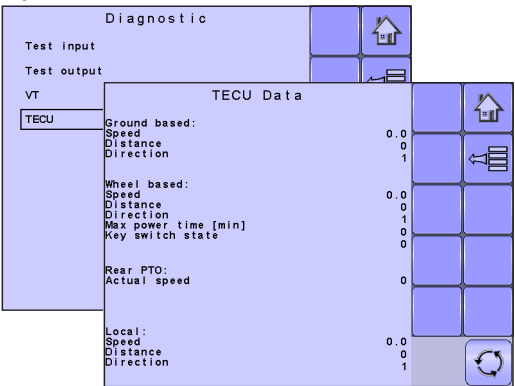 Diagnostic
Test input
Test output
VT
TECU
TECU Data
Ground based:
Speed 0.0
Distance 0
Direction 1
Wheel based:
Speed 0.0
Distance 0
Direction 1
Max power time [min] 0
Key switch state 0
Rear PTO:
Actual speed 0
Local:
Speed 0.0
Distance 0
Direction 1